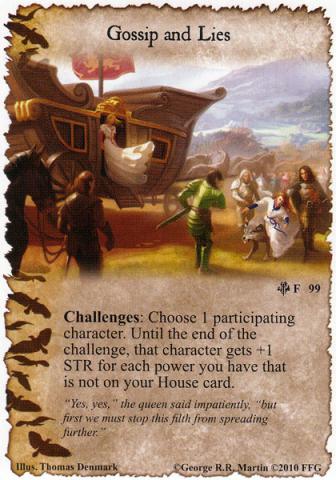 Gossip and Lies
F 99
Challenges: Choose 1 participating
character. Until the end of the
challenge, that character gets +1
STR for each power you have that
is not on your House card.
"Yes, yes," the queen said impatiently, "but
first we must stop this filth from spreading
further."
Illus. Thomas Denmark ©George R.R. Martin ©2010 FFG